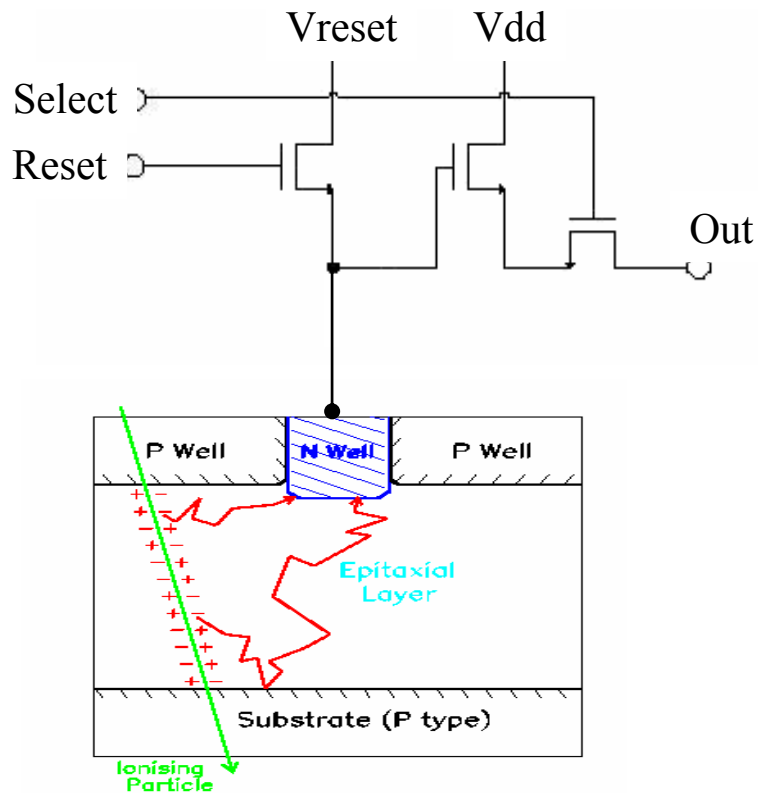 Vreset Vdd
Select
Reset
Out
P Well N Well P Well
Epitaxial
Layer
Substrate (P type)
Ionising
Particle